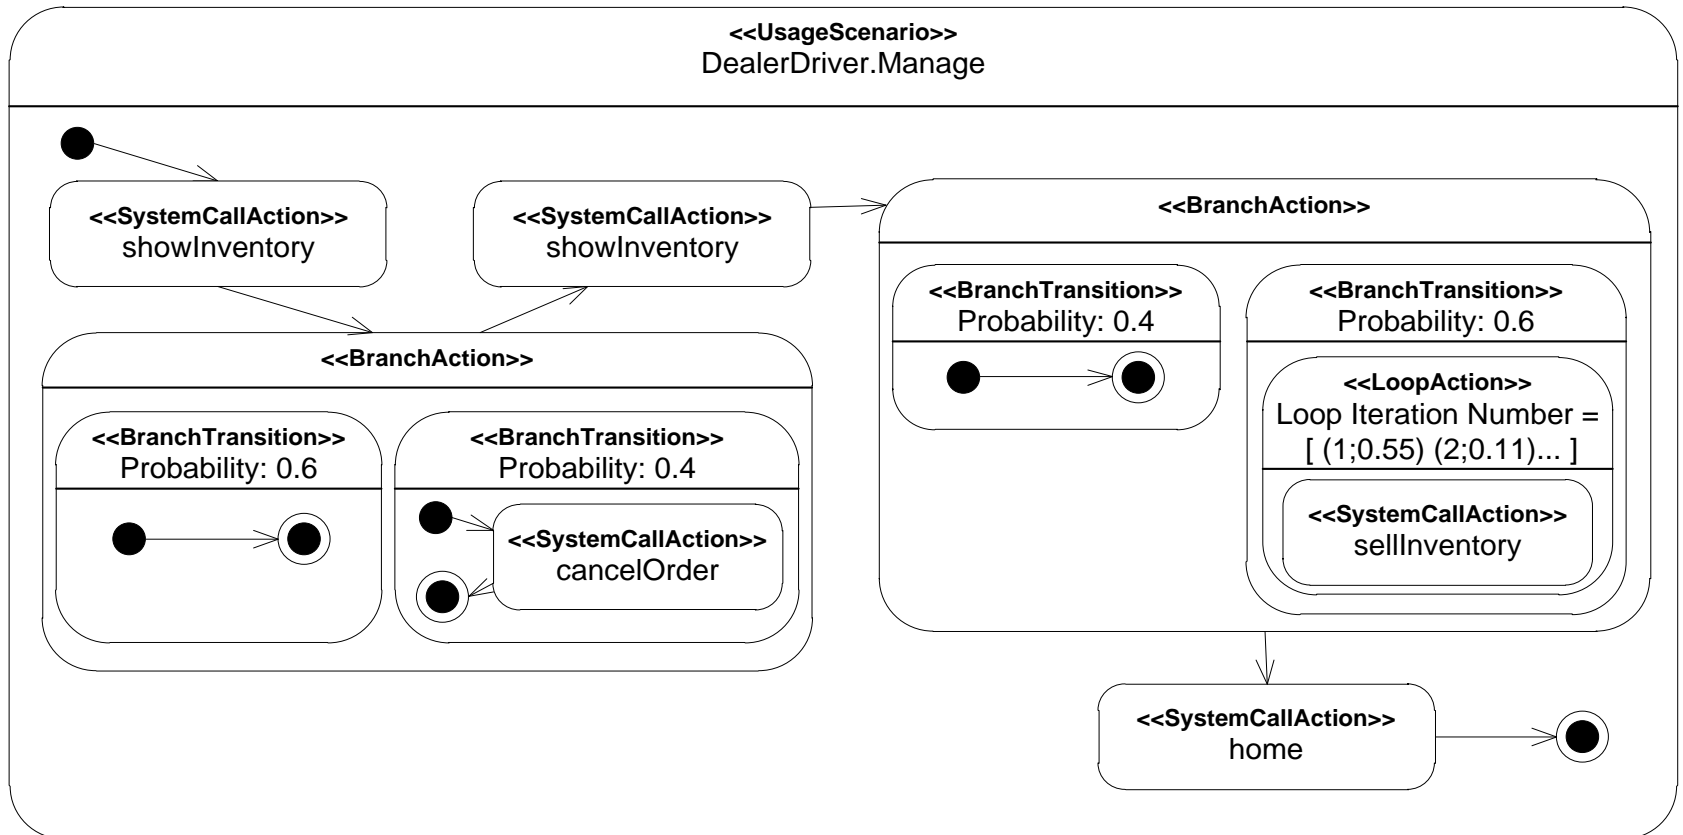 <<UsageScenario>>
DealerDriver.Manage
<<SystemCallAction>>
showInventory
<<SystemCallAction>>
showInventory
<<BranchAction>>
<<BranchTransition>>
Probability: 0.6
<<BranchTransition>>
Probability: 0.4
<<SystemCallAction>>
cancelOrder
<<BranchAction>>
<<BranchTransition>>
Probability: 0.4
<<BranchTransition>>
Probability: 0.6
<<LoopAction>>
Loop Iteration Number =
[ (1;0.55) (2;0.11)... ]
<<SystemCallAction>>
sellInventory
<<SystemCallAction>>
home